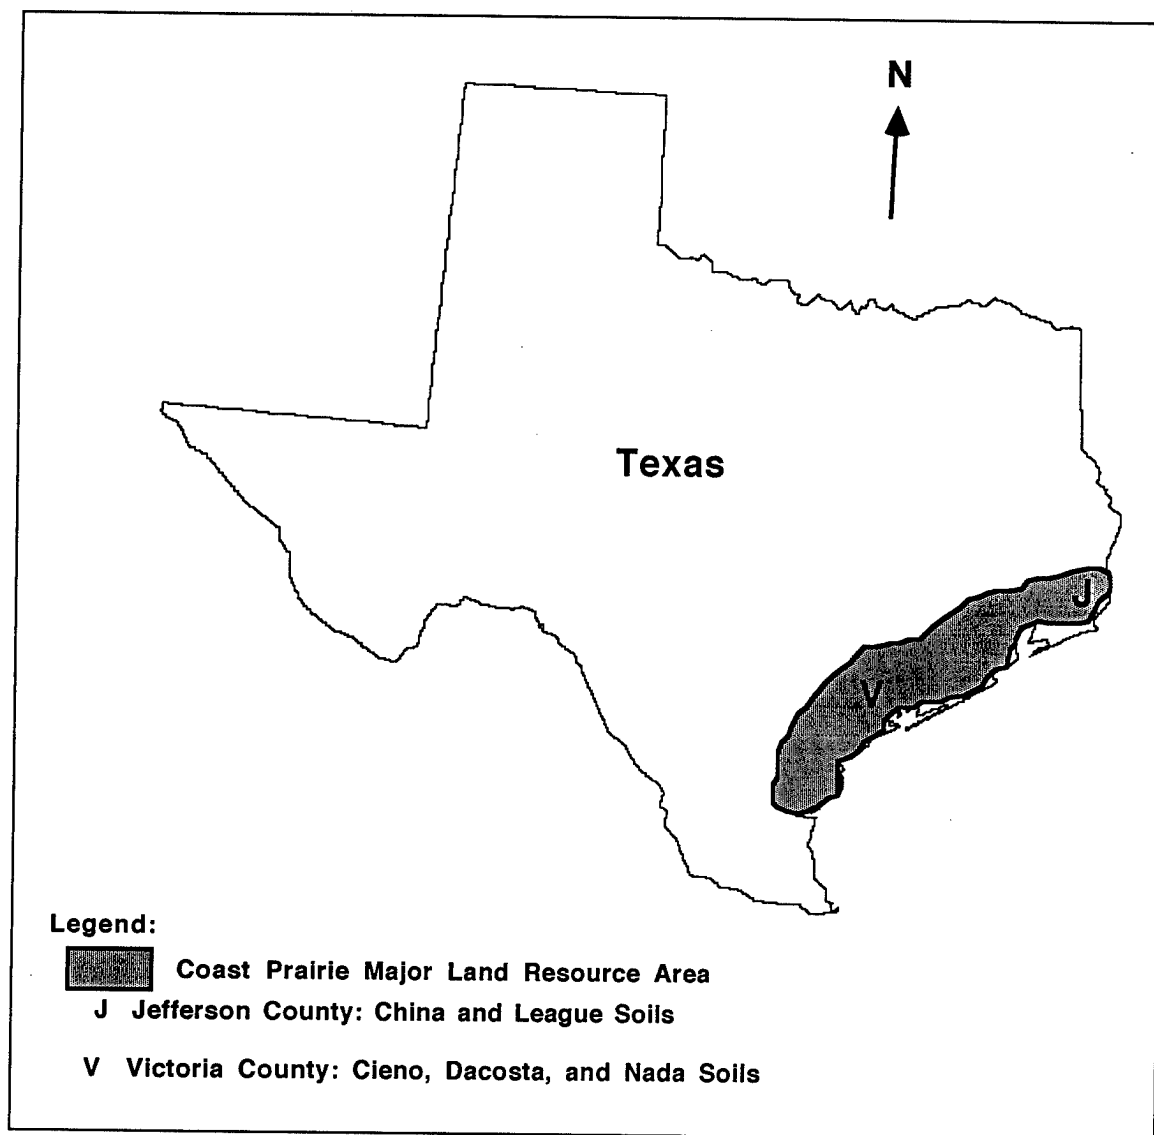 N
Texas
J
V
Legend:
Coast Prairie Major Land Resource Area
J Jefferson County: China and League Soils
V Victoria County: Cieno, Dacosta, and Nada Soils